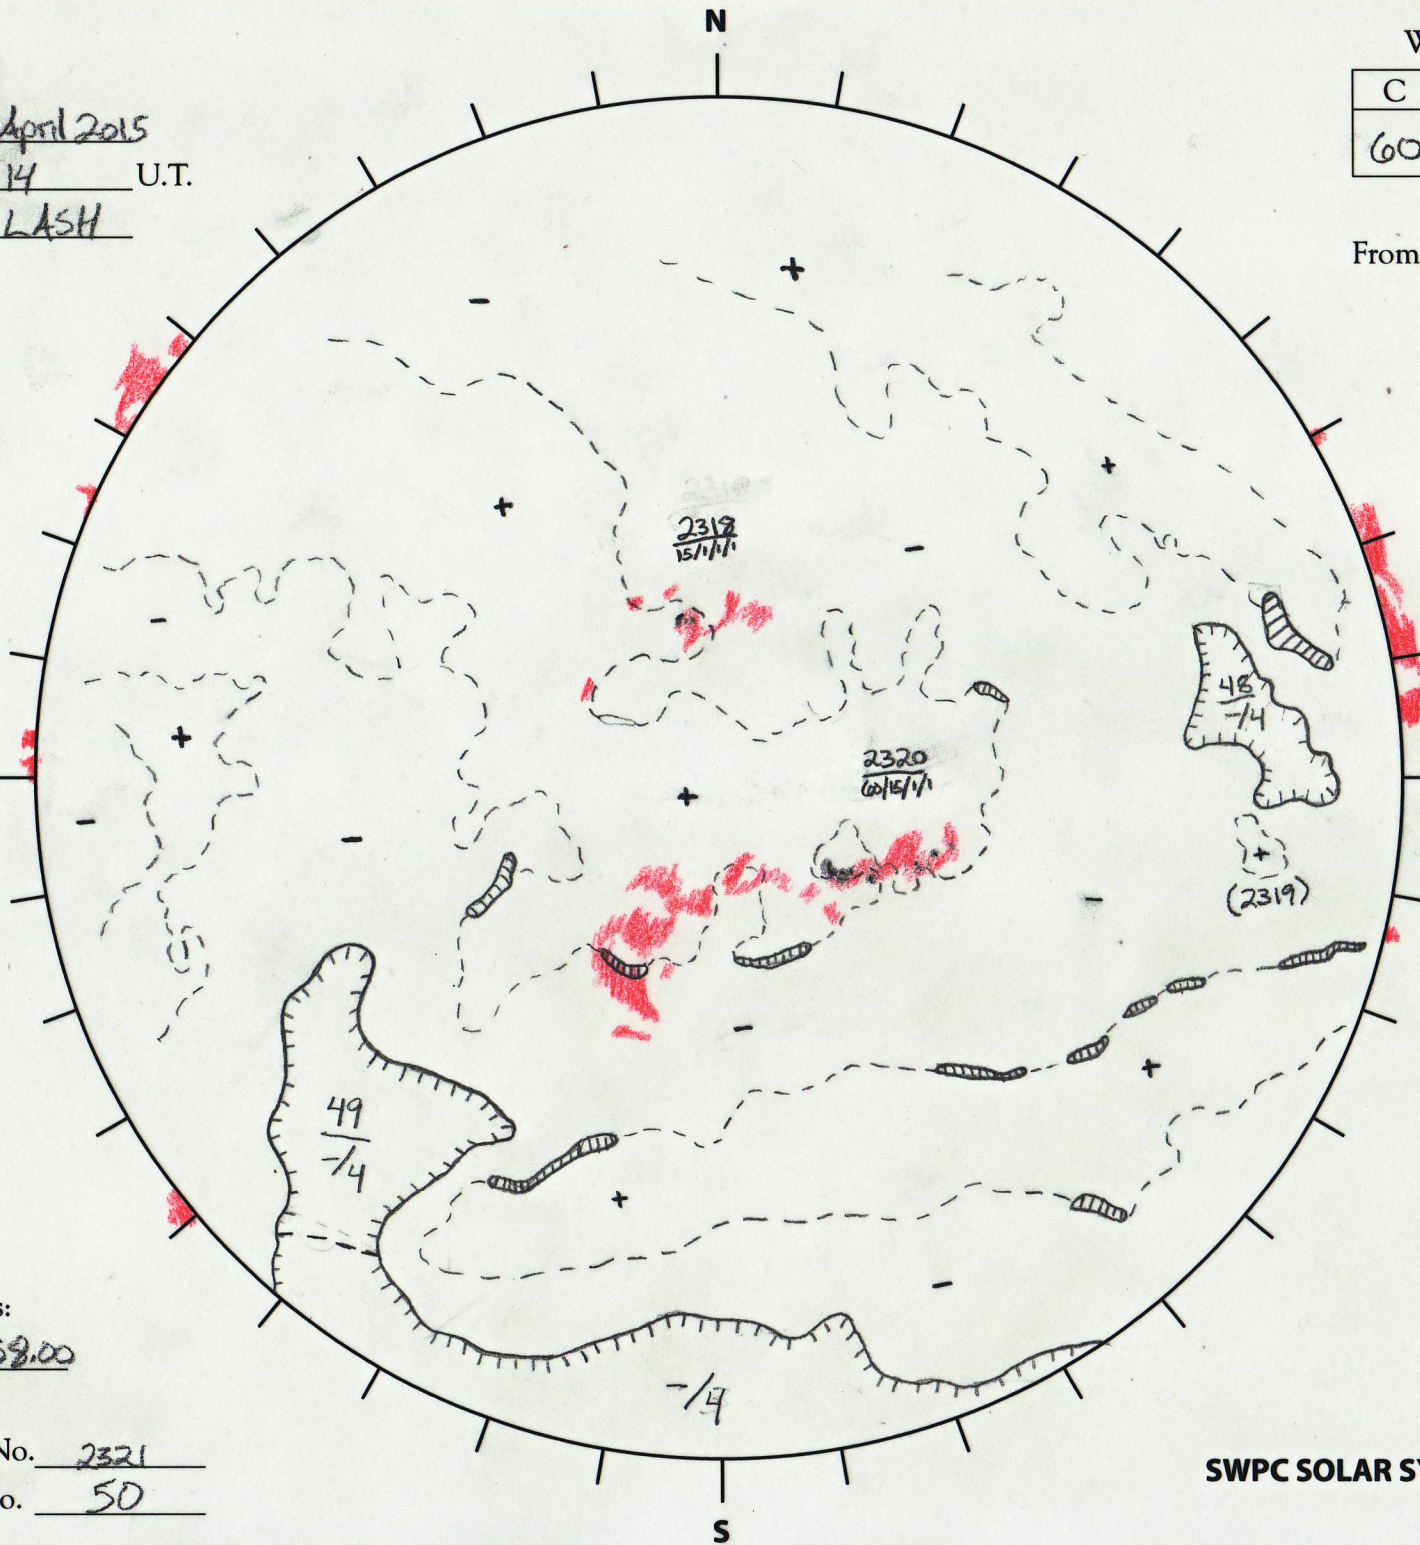 N
W
C
60
April 2015
14 U.T.
LASH
From
2318
15/1/1/1
48
-/4
2320
60/15/1/1
(2319)
49
-/4
s:
58.00
-/4
No. 2321
o. 50
SWPC SOLAR SY
S